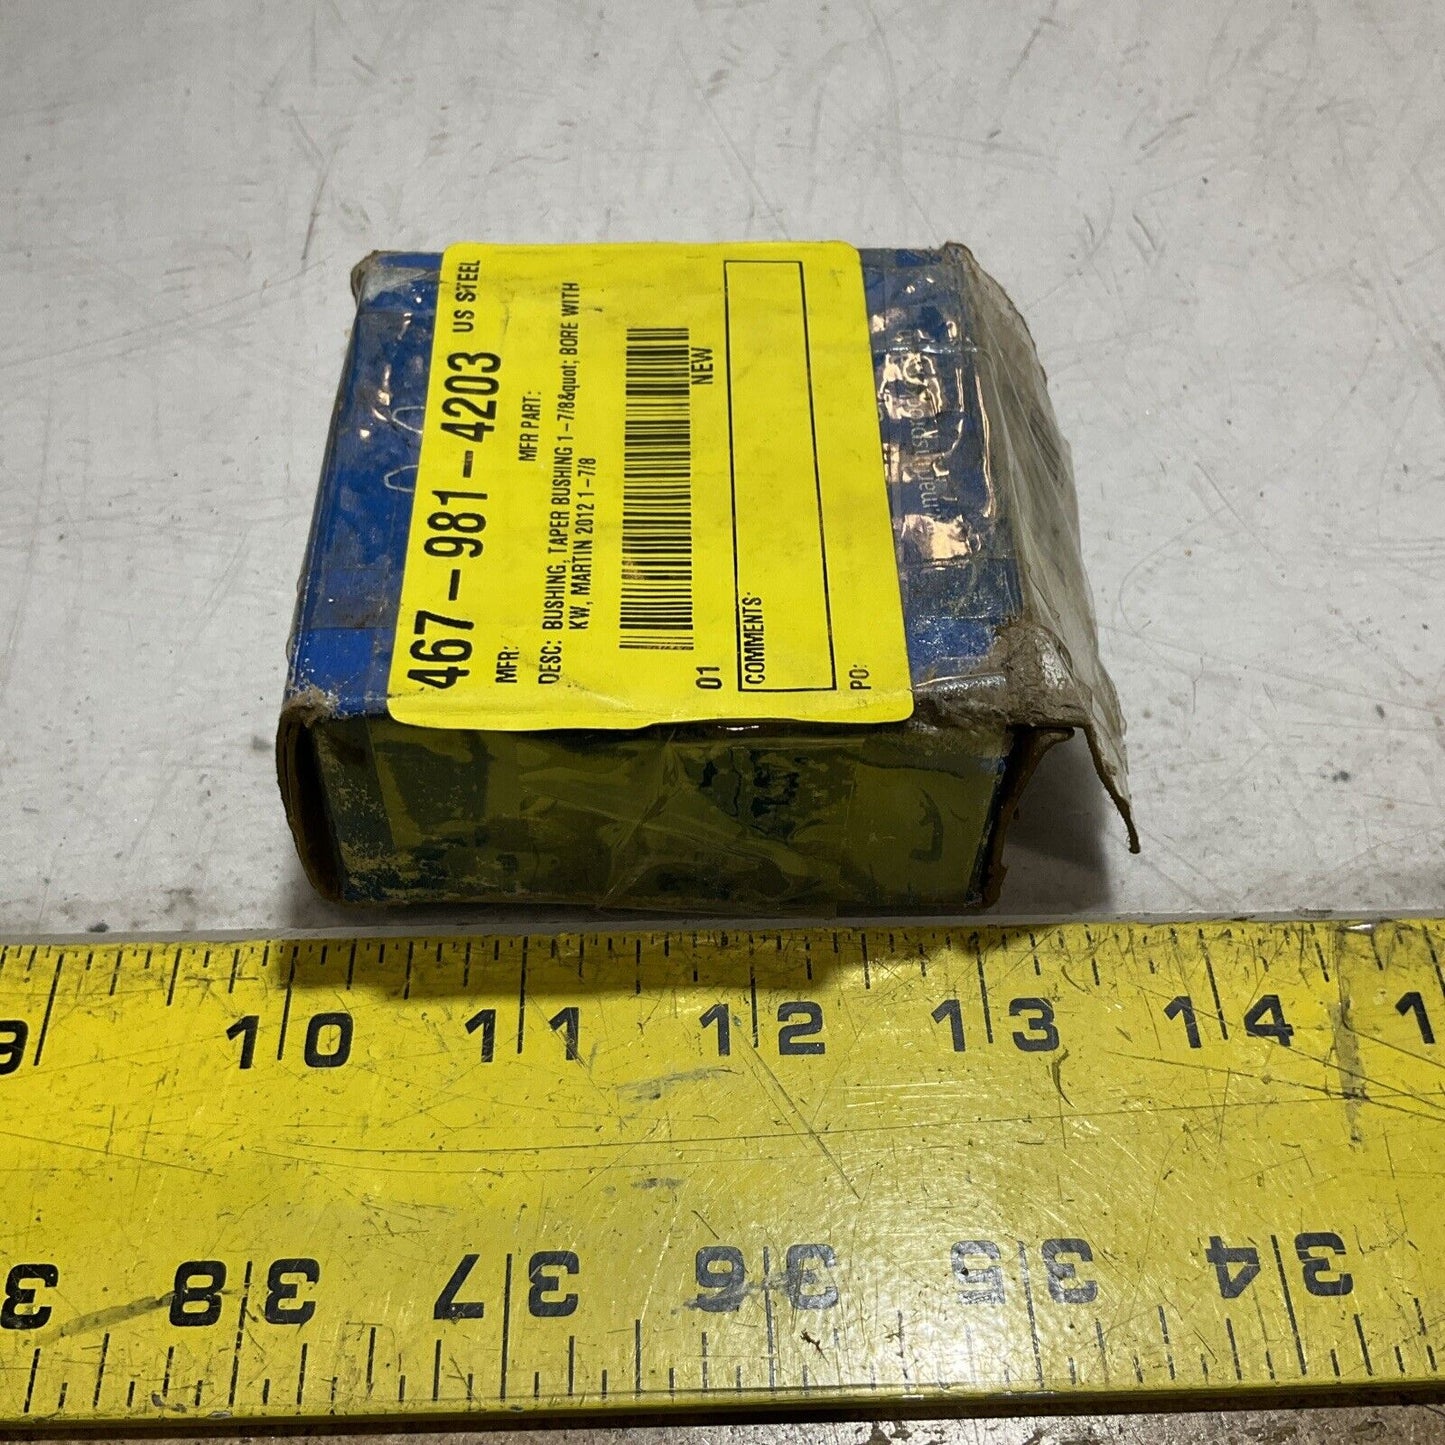 467-981-4203 US STEEL
MFR: MFR PART:
DESC: BUSHING, TAPER BUSHING 1-7/8&quot; BORE WITH
KW, MARTIN 2012 1-7/8
01 NEW
COMMENTS:
PO:
9 10 11 12 13 14 1
3 38 37 36 35 34